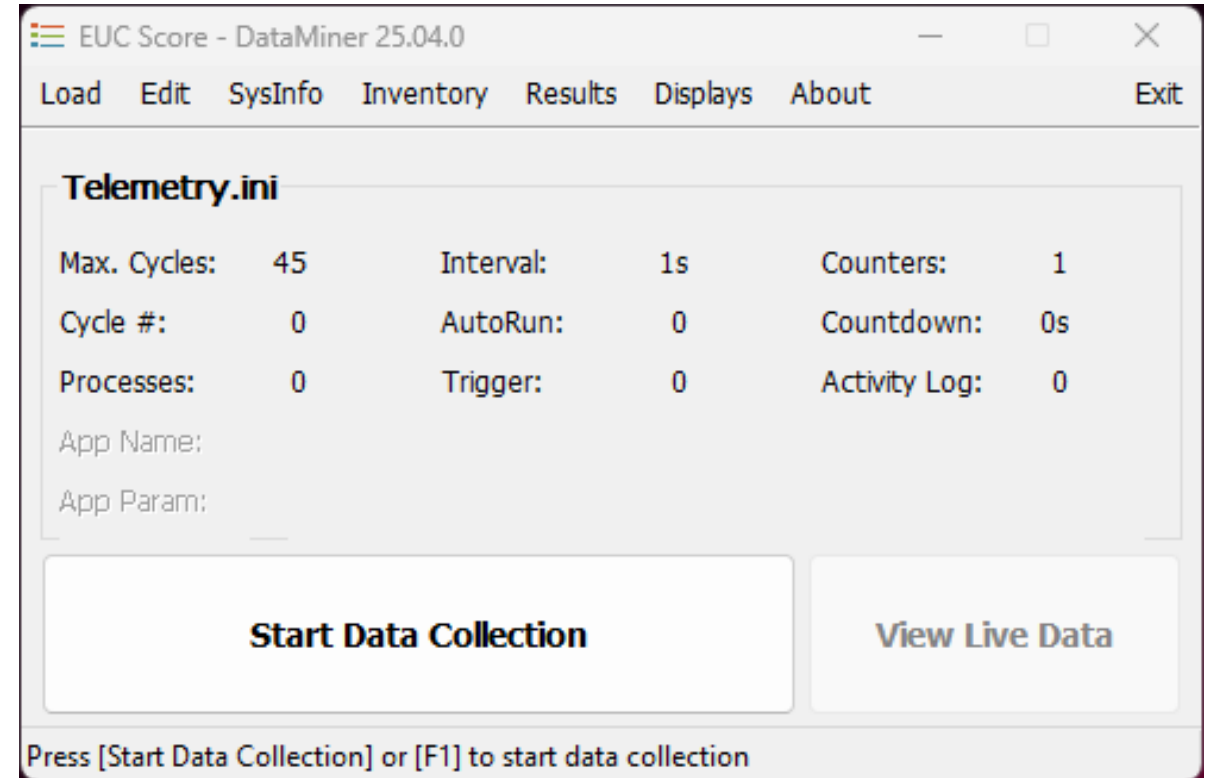 EUC Score - DataMiner 25.04.0
Load Edit SysInfo Inventory Results Displays About Exit
Telemetry.ini
Max. Cycles: 45 Interval: 1s Counters: 1
Cycle #: 0 AutoRun: 0 Countdown: 0s
Processes: 0 Trigger: 0 Activity Log: 0
App Name:
App Param:
Start Data Collection View Live Data
Press [Start Data Collection] or [F1] to start data collection